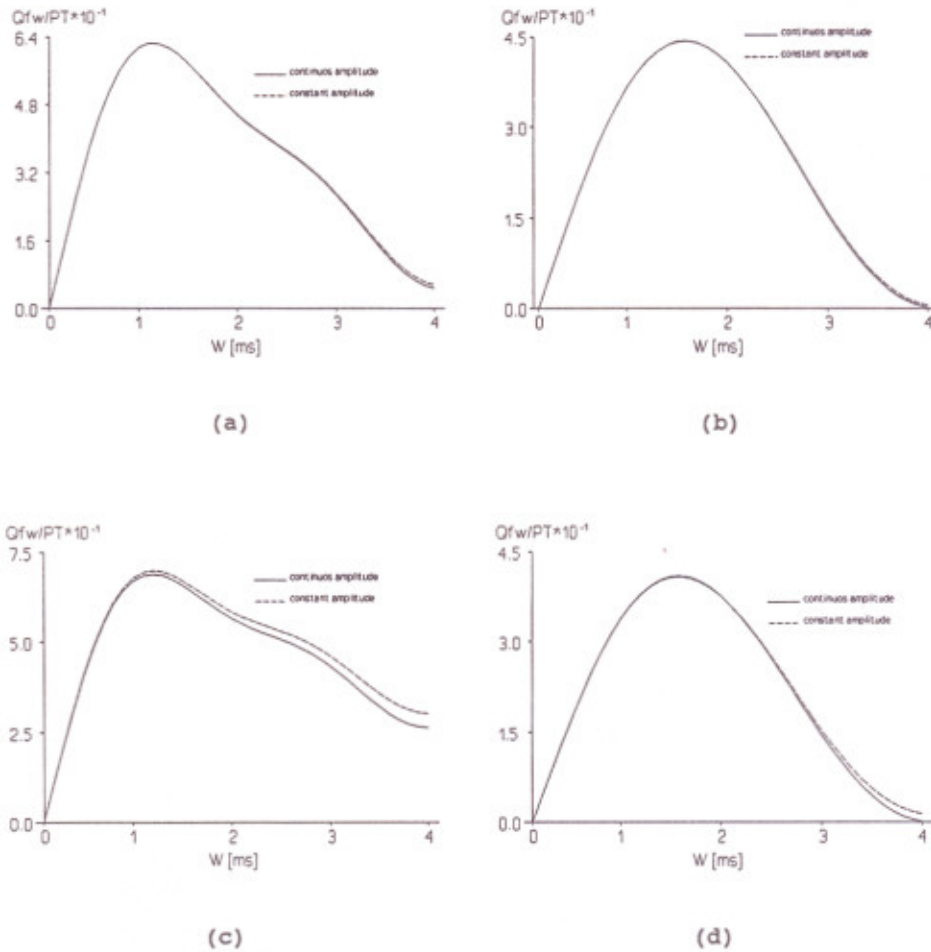 Qfw/PT*10⁻¹
6.4
4.8
3.2
1.6
0.0
0 1 2 3 4
W [ms]
continuos amplitude
constant amplitude
(a)
Qfw/PT*10⁻¹
4.5
3.0
1.5
0.0
0 1 2 3 4
W [ms]
continuos amplitude
constant amplitude
(b)
Qfw/PT*10⁻¹
7.5
5.0
2.5
0.0
0 1 2 3 4
W [ms]
continuos amplitude
constant amplitude
(c)
Qfw/PT*10⁻¹
4.5
3.0
1.5
0.0
0 1 2 3 4
W [ms]
continuos amplitude
constant amplitude
(d)